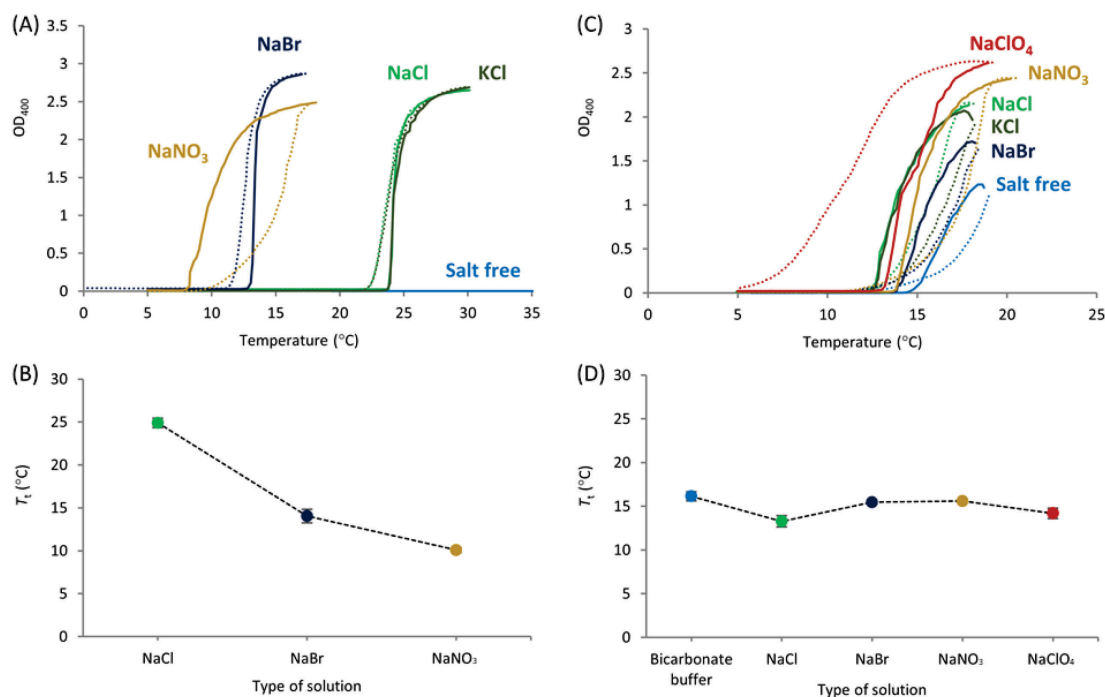 (A)
3.5
3
2.5
2
1.5
1
0.5
0
OD₄₀₀
NaBr
NaCl
KCl
NaNO₃
Salt free
0 5 10 15 20 25 30 35
Temperature (°C)
(C)
3
2.5
2
1.5
1
0.5
0
OD₄₀₀
NaClO₄
NaNO₃
NaCl
KCl
NaBr
Salt free
0 5 10 15 20 25
Temperature (°C)
(B)
30
25
20
15
10
5
0
Tₜ (°C)
NaCl NaBr NaNO₃
Type of solution
(D)
30
25
20
15
10
5
0
Tₜ (°C)
Bicarbonate NaCl NaBr NaNO₃ NaClO₄
buffer
Type of solution